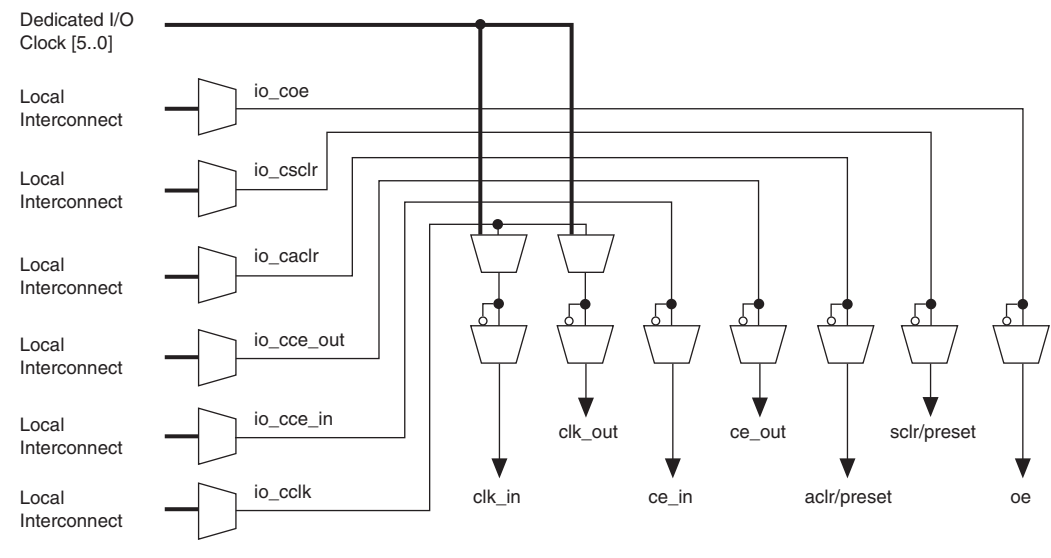 Dedicated I/O
Clock [5..0]
Local
Interconnect
io_coe
Local
Interconnect
io_csclr
Local
Interconnect
io_caclr
Local
Interconnect
io_cce_out
Local
Interconnect
io_cce_in
Local
Interconnect
io_cclk
clk_out
ce_out
sclr/preset
clk_in
ce_in
aclr/preset
oe